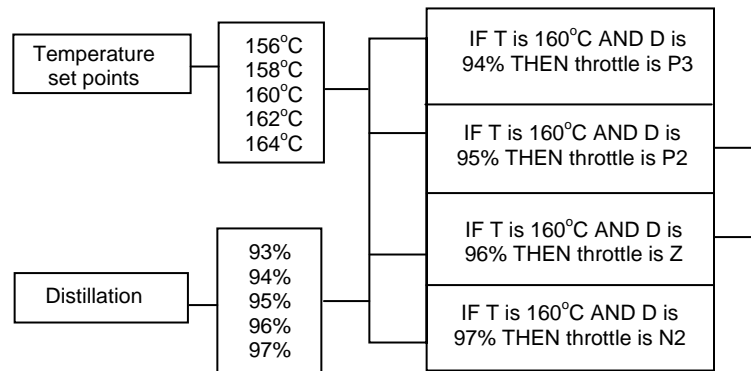 Temperature
set points
156°C
158°C
160°C
162°C
164°C
Distillation
93%
94%
95%
96%
97%
IF T is 160°C AND D is
94% THEN throttle is P3
IF T is 160°C AND D is
95% THEN throttle is P2
IF T is 160°C AND D is
96% THEN throttle is Z
IF T is 160°C AND D is
97% THEN throttle is N2